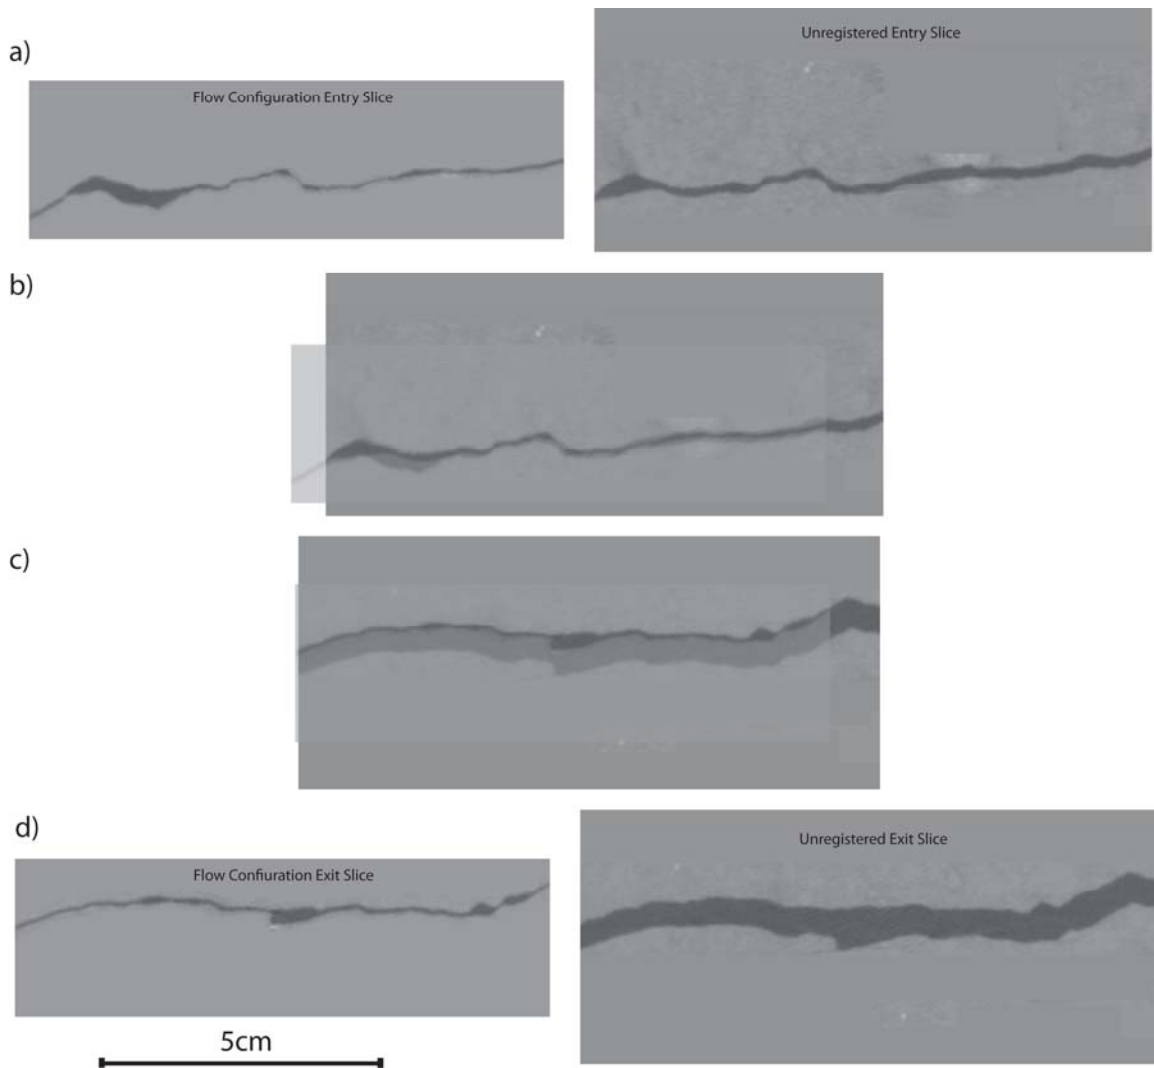 a)
Flow Configuration Entry Slice
Unregistered Entry Slice
b)
c)
d)
Flow Confiuration Exit Slice
Unregistered Exit Slice
5cm